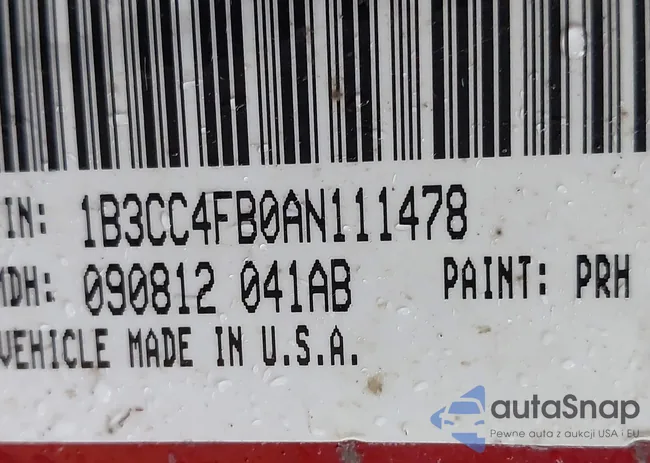 IN: 1B3CC4FB0AN111478
MDH: 090812 041AB PAINT: PRH
VEHICLE MADE IN U.S.A.
autaSnap
Pewne auta z aukcji USA i EU